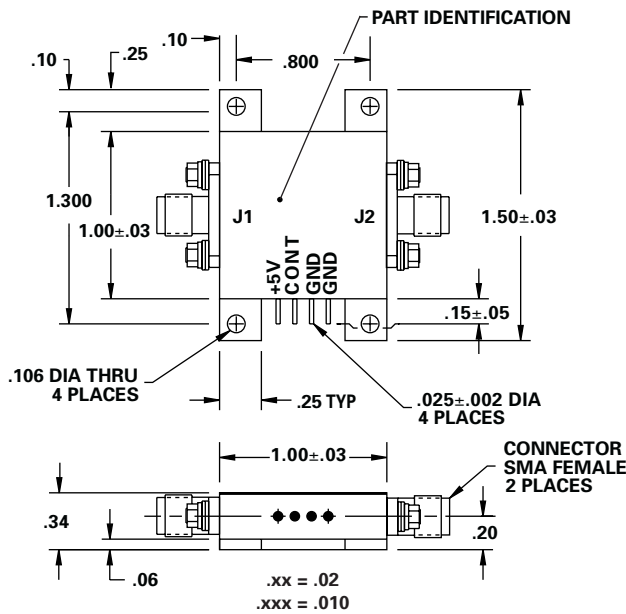 PART IDENTIFICATION
.10
.800
.10
.25
1.300
1.00±.03
J1
J2
1.50±.03
+5V
CONT
GND
GND
.15±.05
.106 DIA THRU
4 PLACES
.25 TYP
.025±.002 DIA
4 PLACES
1.00±.03
CONNECTOR
SMA FEMALE
2 PLACES
.34
.20
.06
.xx = .02
.xxx = .010